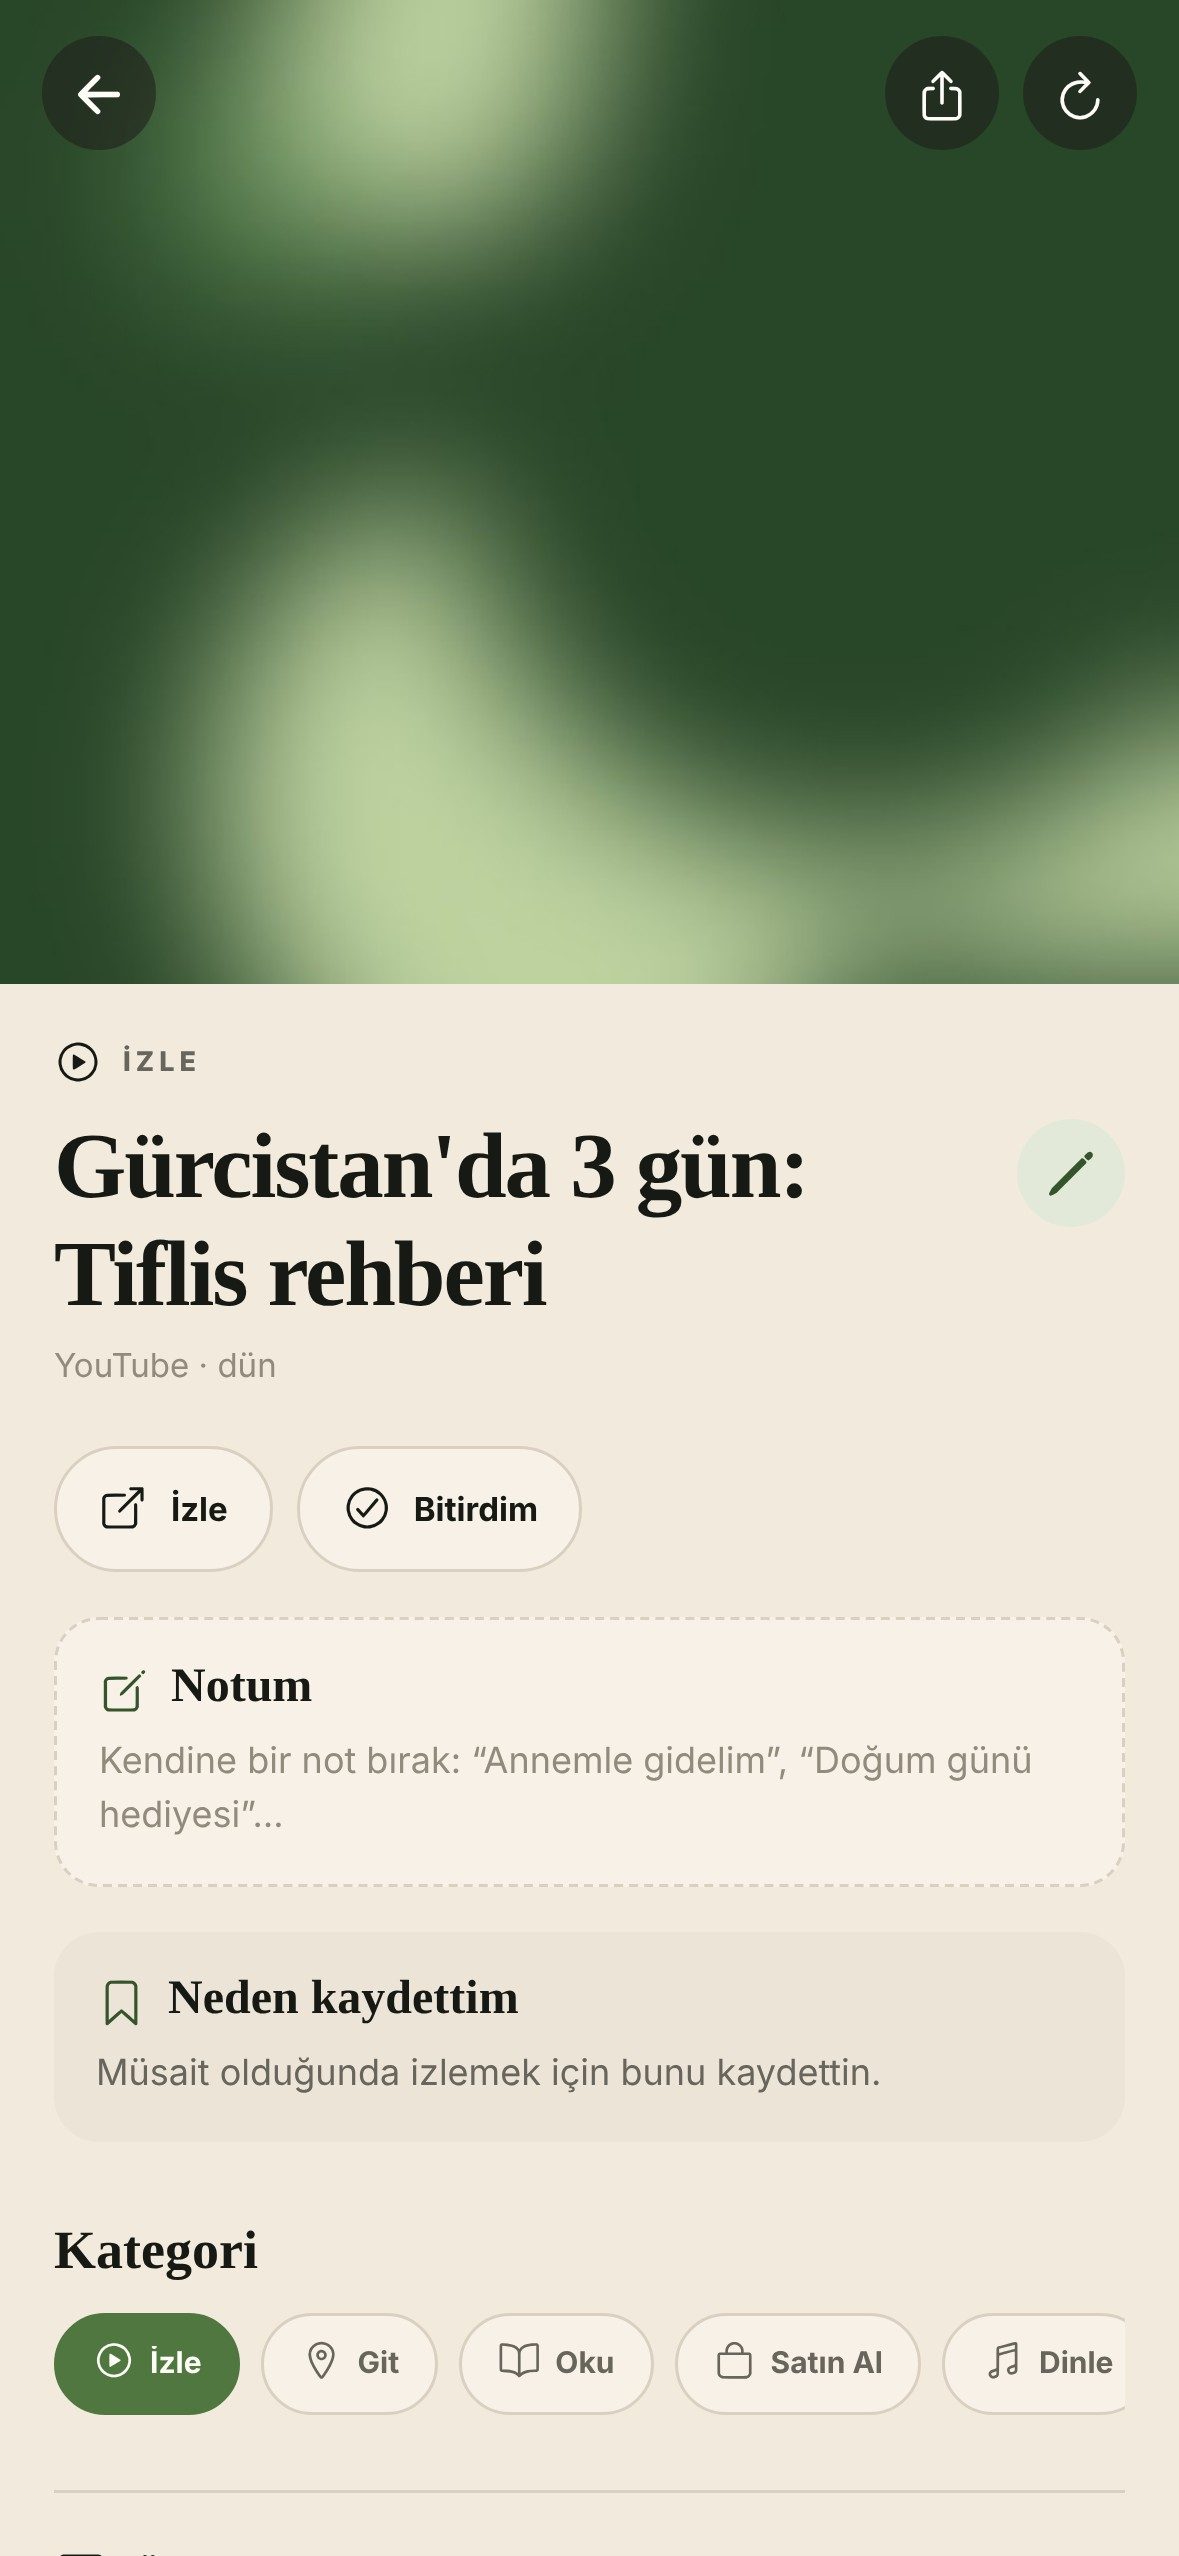 İZLE
Gürcistan'da 3 gün:
Tiflis rehberi
YouTube · dün
İzle
Bitirdim
Notum
Kendine bir not bırak: “Annemle gidelim”, “Doğum günü
hediyesi”...
Neden kaydettim
Müsait olduğunda izlemek için bunu kaydettin.
Kategori
İzle
Git
Oku
Satın Al
Dinle